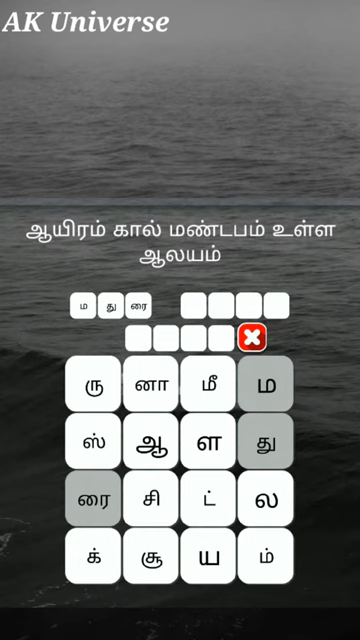 AK Universe
ஆயிரம் கால் மண்டபம் உள்ள
ஆலயம்
ம து ரை
ரு னா மீ ம
ஸ் ஆ ள து
ரை சி ட் ல
க் சூ ய ம்